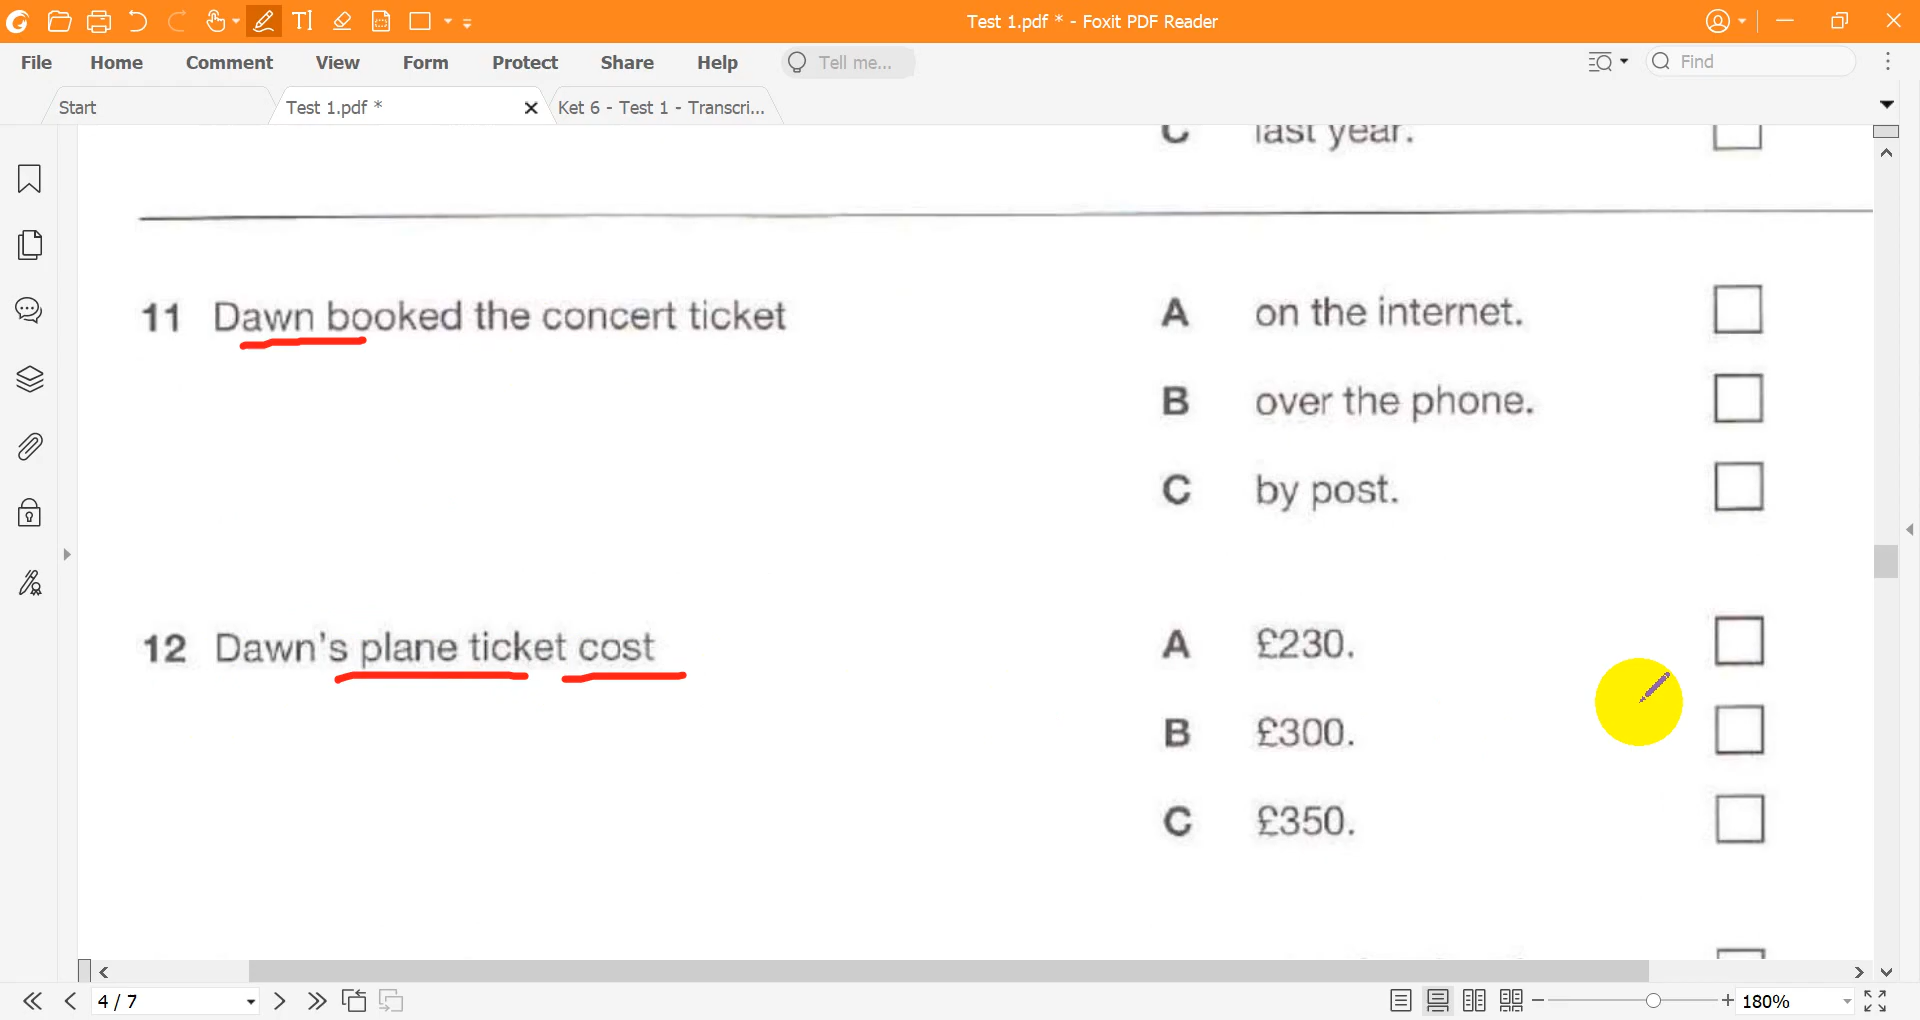 Test 1.pdf * - Foxit PDF Reader
File Home Comment View Form Protect Share Help Tell me... Find
Start Test 1.pdf * Ket 6 - Test 1 - Transcri...
C last year.
11 Dawn booked the concert ticket A on the internet.
B over the phone.
C by post.
12 Dawn's plane ticket cost A £230.
B £300.
C £350.
4 / 7 180%